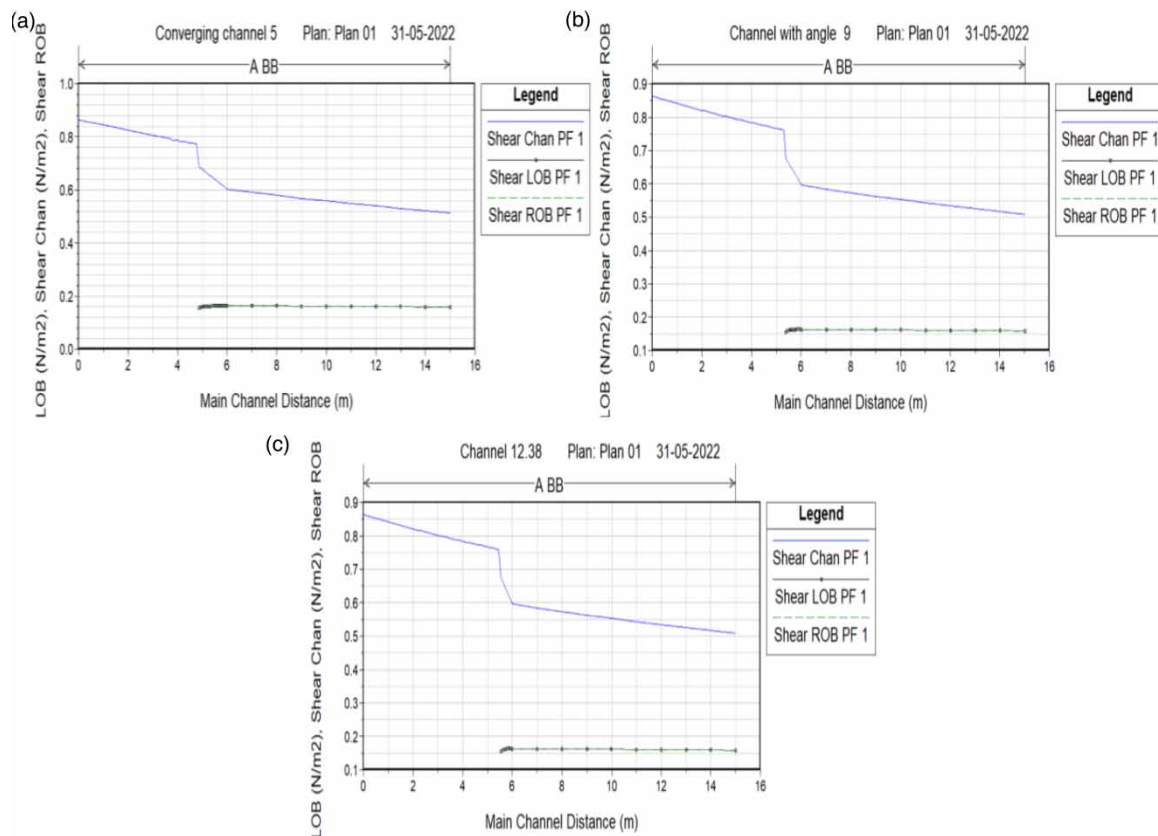 (a)
Converging channel 5 Plan: Plan 01 31-05-2022
A BB
LOB (N/m2), Shear Chan (N/m2), Shear ROB
1.0
0.8
0.6
0.4
0.2
0.0
0 2 4 6 8 10 12 14 16
Main Channel Distance (m)
Legend
Shear Chan PF 1
Shear LOB PF 1
Shear ROB PF 1
(b)
Channel with angle 9 Plan: Plan 01 31-05-2022
A BB
LOB (N/m2), Shear Chan (N/m2), Shear ROB
0.9
0.8
0.7
0.6
0.5
0.4
0.3
0.2
0.1
0 2 4 6 8 10 12 14 16
Main Channel Distance (m)
Legend
Shear Chan PF 1
Shear LOB PF 1
Shear ROB PF 1
(c)
Channel 12.38 Plan: Plan 01 31-05-2022
A BB
LOB (N/m2), Shear Chan (N/m2), Shear ROB
0.9
0.8
0.7
0.6
0.5
0.4
0.3
0.2
0.1
0 2 4 6 8 10 12 14 16
Main Channel Distance (m)
Legend
Shear Chan PF 1
Shear LOB PF 1
Shear ROB PF 1